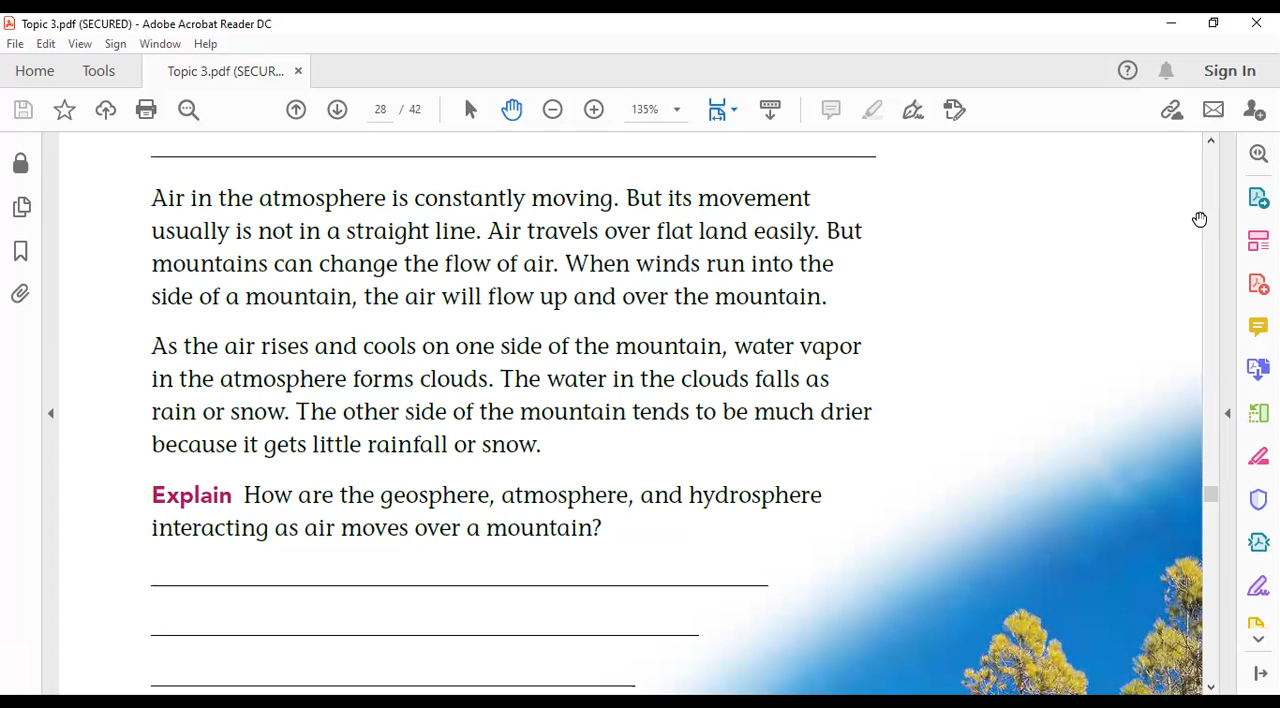 Topic 3.pdf (SECURED) - Adobe Acrobat Reader DC
File Edit View Sign Window Help
Home Tools Topic 3.pdf (SECUR... × Sign In
28 / 42 135%
Air in the atmosphere is constantly moving. But its movement
usually is not in a straight line. Air travels over flat land easily. But
mountains can change the flow of air. When winds run into the
side of a mountain, the air will flow up and over the mountain.
As the air rises and cools on one side of the mountain, water vapor
in the atmosphere forms clouds. The water in the clouds falls as
rain or snow. The other side of the mountain tends to be much drier
because it gets little rainfall or snow.
Explain How are the geosphere, atmosphere, and hydrosphere
interacting as air moves over a mountain?